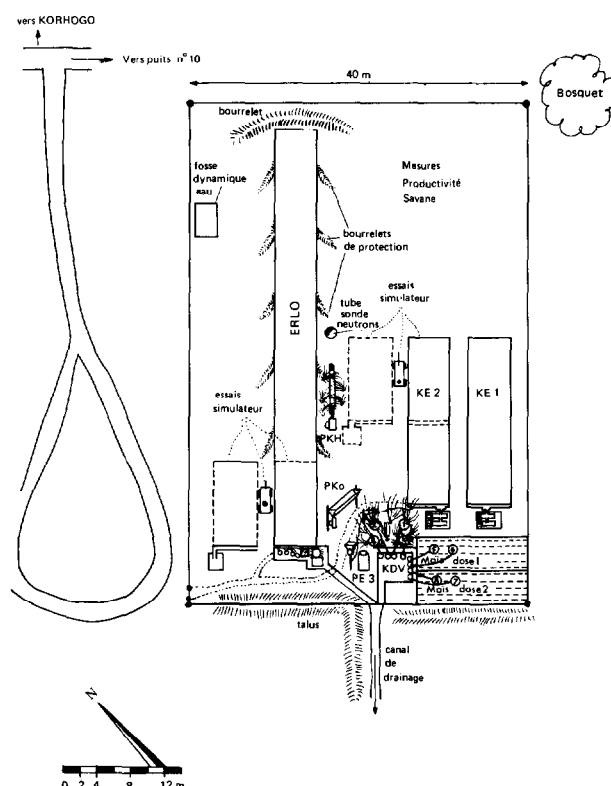 vers KORHOGO
Vers puits n° 10
40 m
Bosquet
bourrelet
fosse
dynamique
eau
Mesures
Productivité
Savane
bourrelets
de protection
ERLO
tube
sonde
neutrons
essais
simulateur
KE 2
KE 1
essais
simulateur
PKH
PKo
PE 3
KDV
Mais dose 1
Mais dose 2
talus
canal
de
drainage
N
0 2 4 8 12 m